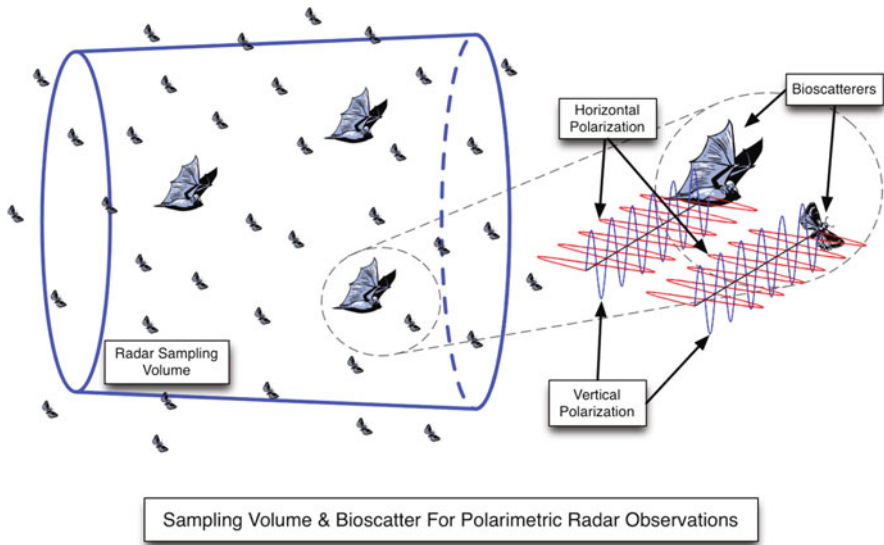 Bioscatterers
Horizontal
Polarization
Radar Sampling
Volume
Vertical
Polarization
Sampling Volume & Bioscatter For Polarimetric Radar Observations